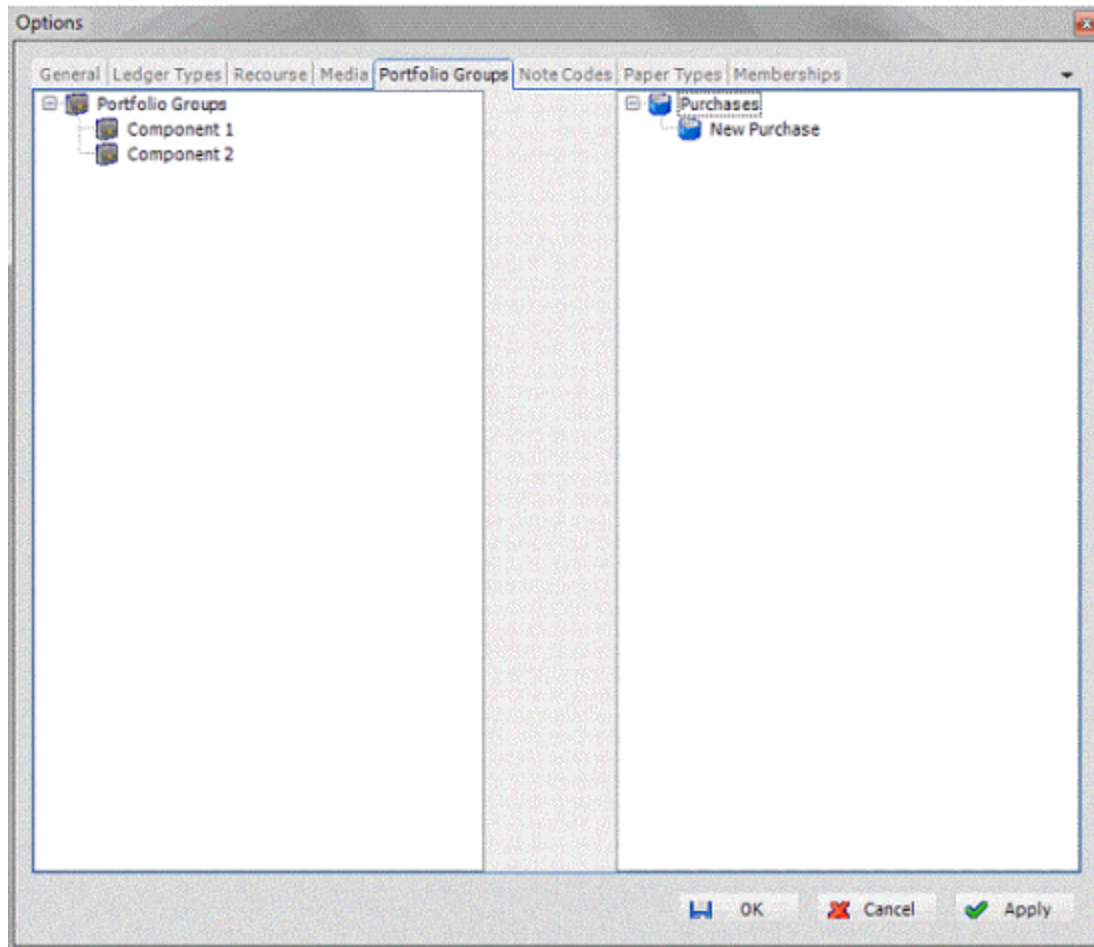 Options
General Ledger Types Recourse Media Portfolio Groups Note Codes Paper Types Memberships
Portfolio Groups
Component 1
Component 2
Purchases
New Purchase
OK Cancel Apply